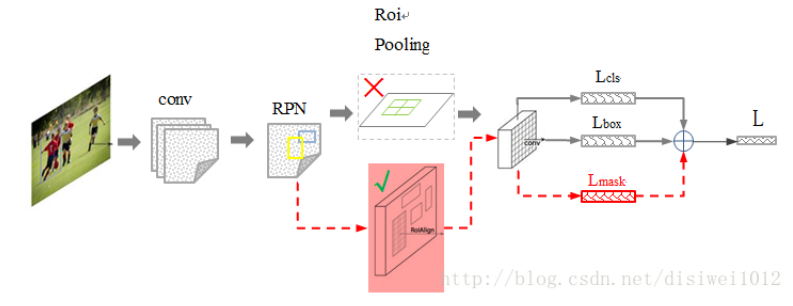 Roi
Pooling
conv
RPN
Lcls
Lbox
Lmask
L
conv
RoiAlign
http://blog.csdn.net/disiwei1012